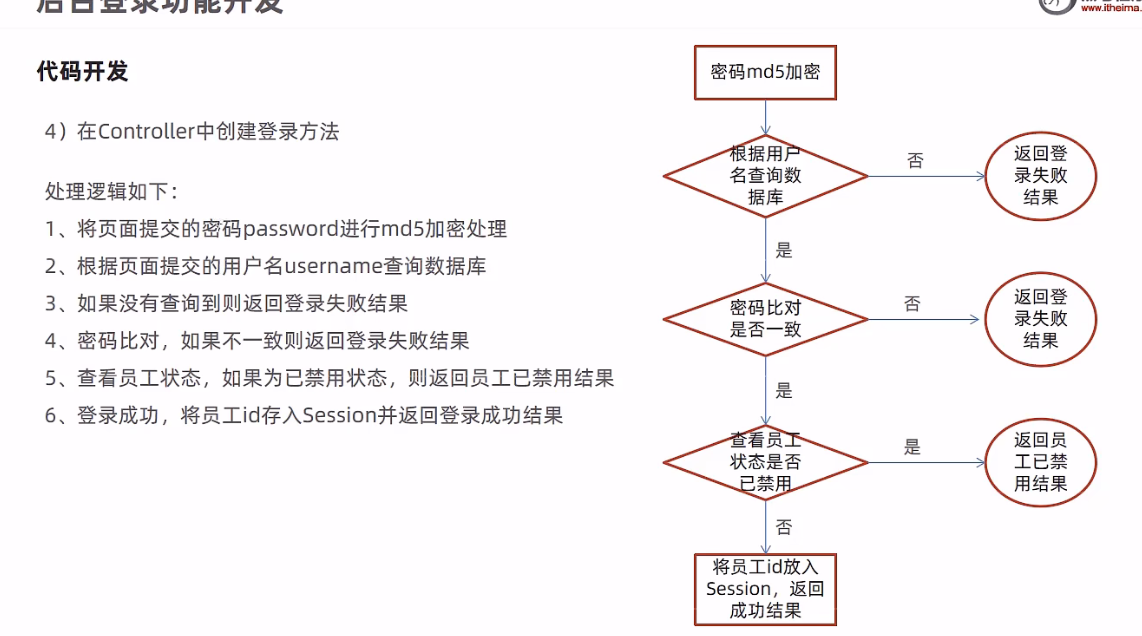 后台登录功能开发
www.itheima.
代码开发
4）在Controller中创建登录方法
处理逻辑如下：
1、将页面提交的密码password进行md5加密处理
2、根据页面提交的用户名username查询数据库
3、如果没有查询到则返回登录失败结果
4、密码比对，如果不一致则返回登录失败结果
5、查看员工状态，如果为已禁用状态，则返回员工已禁用结果
6、登录成功，将员工id存入Session并返回登录成功结果
密码md5加密
根据用户
名查询数
据库
否
返回登
录失败
结果
是
密码比对
是否一致
否
返回登
录失败
结果
是
查看员工
状态是否
已禁用
是
返回员
工已禁
用结果
否
将员工id放入
Session，返回
成功结果